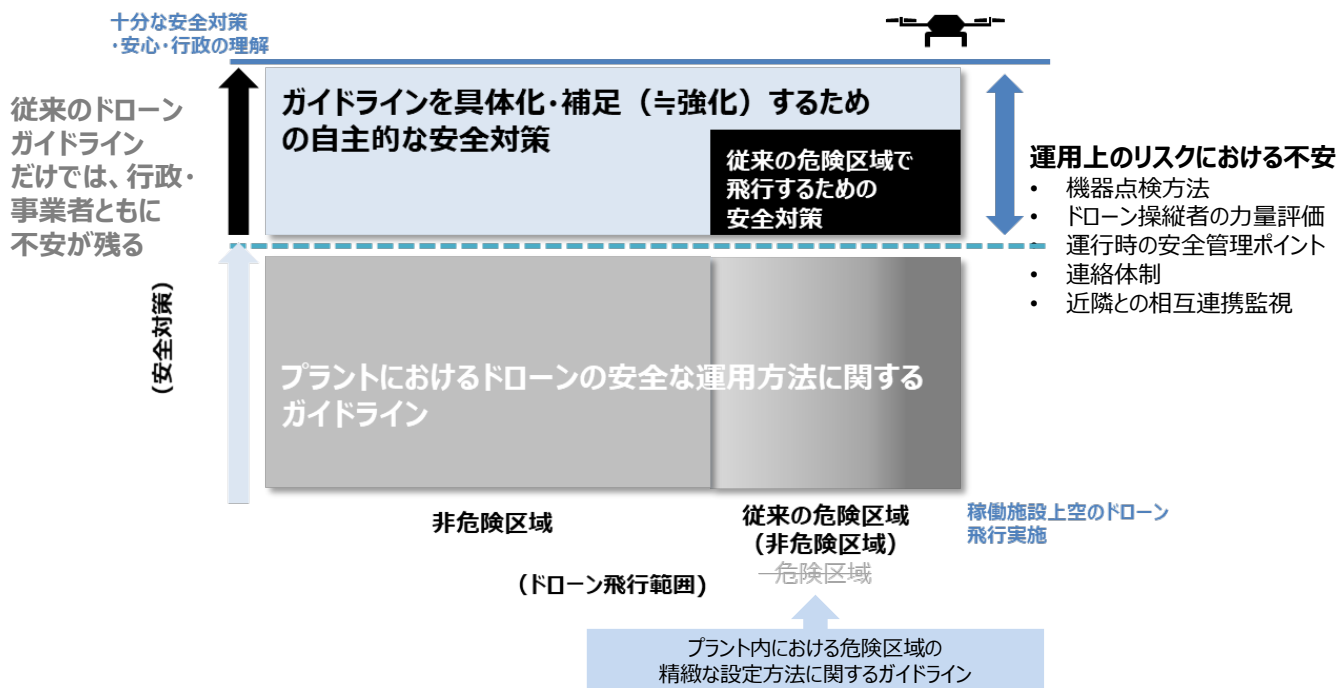 十分な安全対策
・安心・行政の理解
従来のドローン
ガイドライン
だけでは、行政・
事業者ともに
不安が残る
ガイドラインを具体化・補足（≒強化）するため
の自主的な安全対策
従来の危険区域で
飛行するための
安全対策
運用上のリスクにおける不安
• 機器点検方法
• ドローン操縦者の力量評価
• 運行時の安全管理ポイント
• 連絡体制
• 近隣との相互連携監視
(安全対策)
プラントにおけるドローンの安全な運用方法に関する
ガイドライン
非危険区域
従来の危険区域
(非危険区域)
危険区域
稼働施設上空のドローン
飛行実施
(ドローン飛行範囲)
プラント内における危険区域の
精緻な設定方法に関するガイドライン